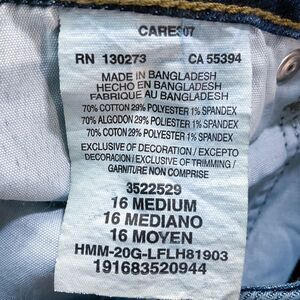 CARE307
RN 130273 CA 55394
MADE IN BANGLADESH
HECHO EN BANGLADESH
FABRIQUE AU BANGLADESH
70% COTTON 29% POLYESTER 1% SPANDEX
70% ALGODON 29% POLYESTER 1% SPANDEX
70% COTON 29% POLYESTER 1% SPANDEX
EXCLUSIVE OF DECORATION / EXCEPTO
DECORACION / EXCLUSIVE OF TRIMMING /
GARNITURE NON COMPRISE
3522529
16 MEDIUM
16 MEDIANO
16 MOYEN
HMM-20G-LFLH81903
191683520944